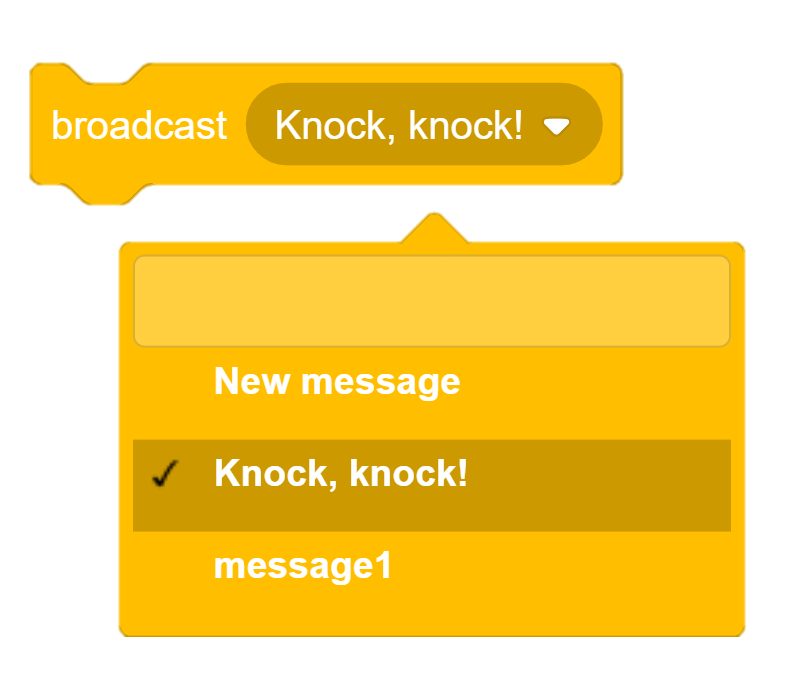 broadcast Knock, knock!
New message
✓ Knock, knock!
message1